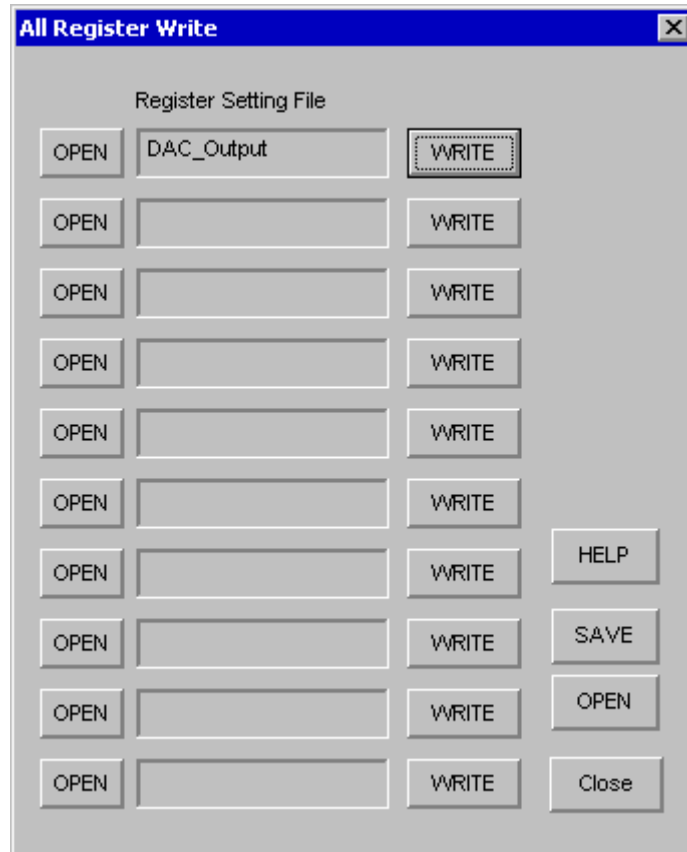 All Register Write
Register Setting File
OPEN DAC_Output WRITE
OPEN WRITE
OPEN WRITE
OPEN WRITE
OPEN WRITE
OPEN WRITE
OPEN WRITE HELP
OPEN WRITE SAVE
OPEN WRITE OPEN
OPEN WRITE Close